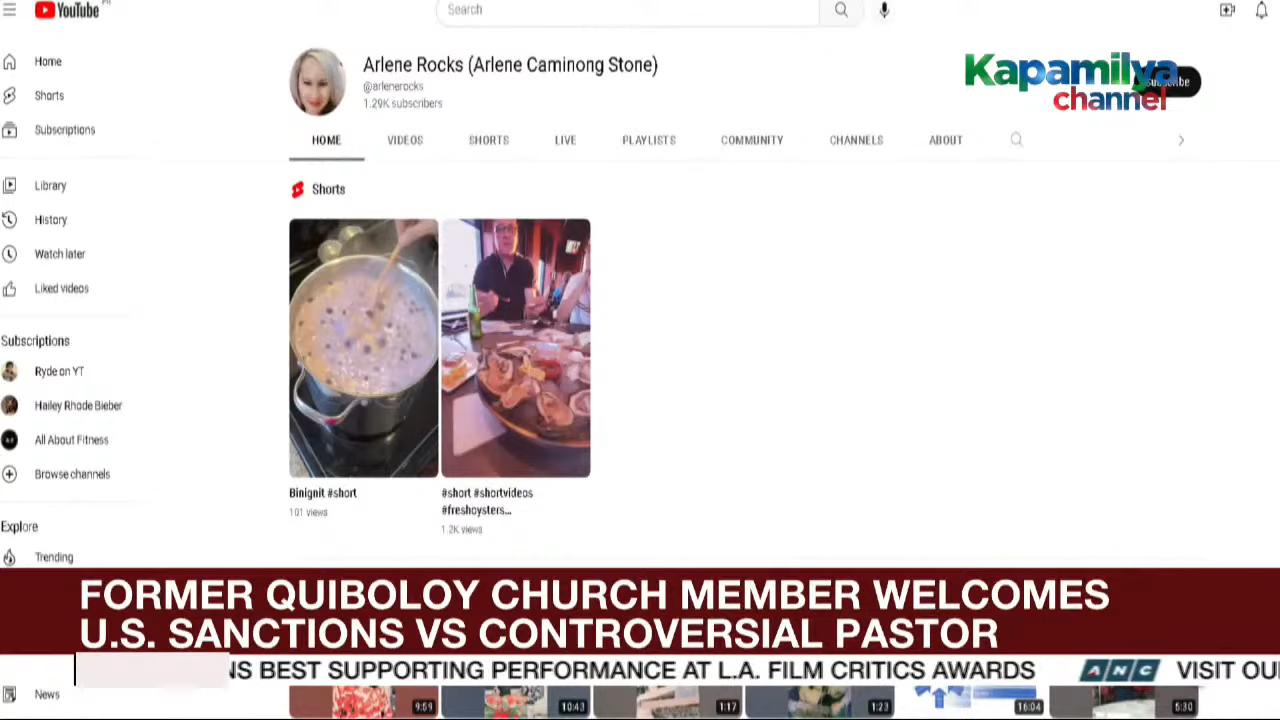 YouTube PH
Search
Home
Shorts
Subscriptions
Library
History
Watch later
Liked videos
Subscriptions
Ryde on YT
Hailey Rhode Bieber
All About Fitness
Browse channels
Explore
Trending
News
Arlene Rocks (Arlene Caminong Stone)
@arlenerocks
1.29K subscribers
Kapamilya
channel
HOME VIDEOS SHORTS LIVE PLAYLISTS COMMUNITY CHANNELS ABOUT
Shorts
Binignit #short
101 views
#short #shortvideos
#freshoysters...
1.2K views
FORMER QUIBOLOY CHURCH MEMBER WELCOMES
U.S. SANCTIONS VS CONTROVERSIAL PASTOR
NS BEST SUPPORTING PERFORMANCE AT L.A. FILM CRITICS AWARDS ANC VISIT OU
9:59 10:43 1:17 1:23 16:04 5:30